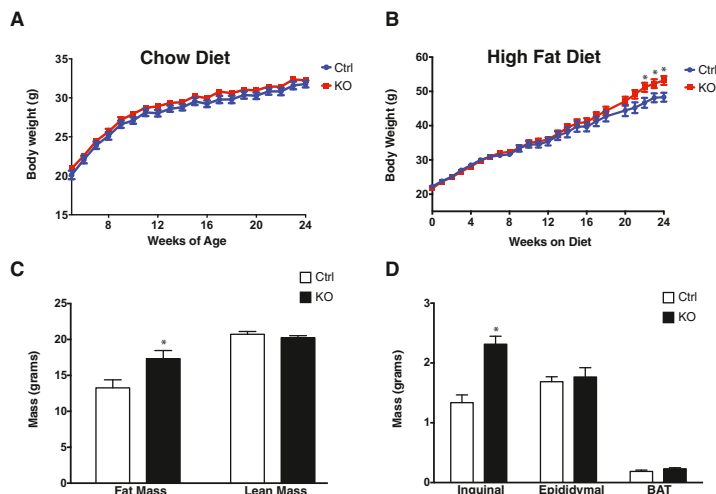 A
Chow Diet
Ctrl
KO
Body weight (g)
35
30
25
20
15
8 12 16 20 24
Weeks of Age
B
High Fat Diet
Ctrl
KO
Body Weight (g)
60
50
40
30
20
* * *
0 4 8 12 16 20 24
Weeks on Diet
C
Ctrl
KO
Mass (grams)
25
20
15
10
5
0
*
Fat Mass Lean Mass
D
Ctrl
KO
Mass (grams)
3
2
1
0
*
Inguinal Epididymal BAT